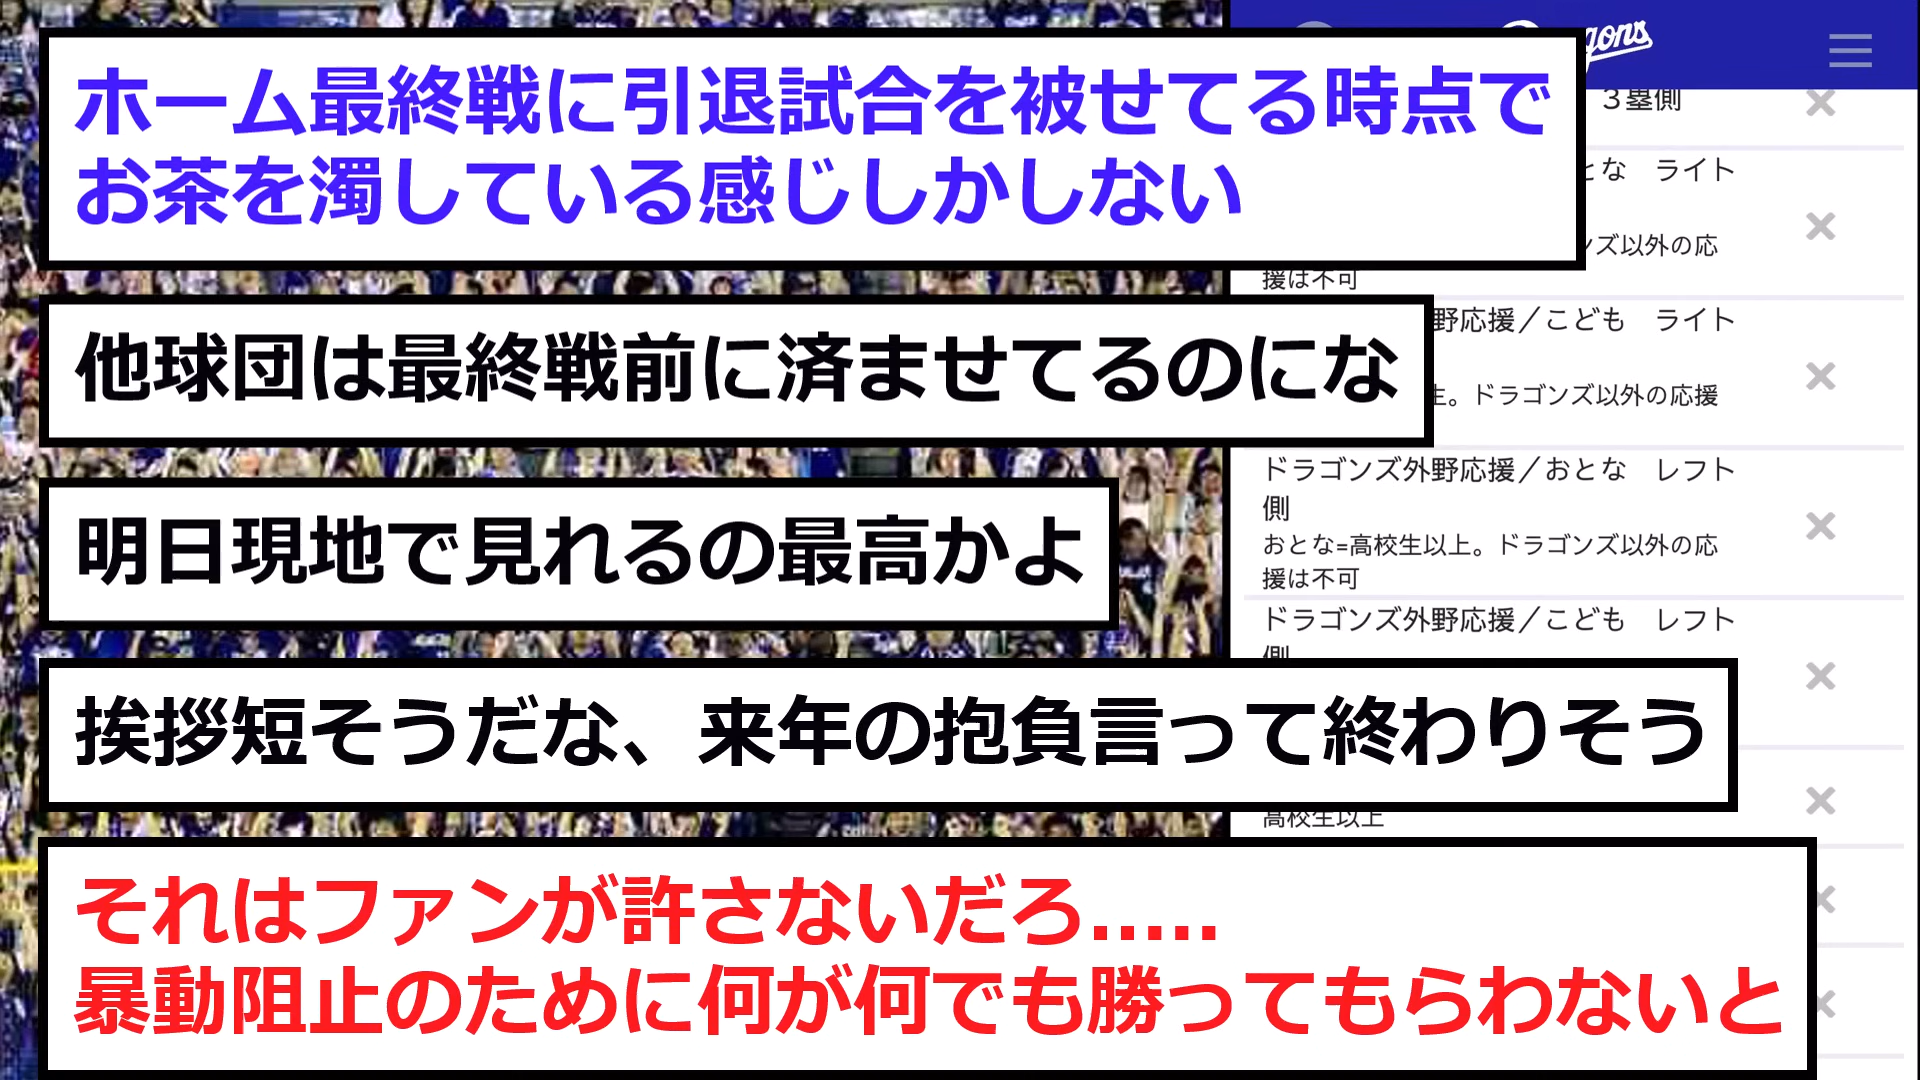 ホーム最終戦に引退試合を被せてる時点で
お茶を濁している感じしかしない
他球団は最終戦前に済ませてるのにな
明日現地で見れるの最高かよ
挨拶短そうだな、来年の抱負言って終わりそう
それはファンが許さないだろ.....
暴動阻止のために何が何でも勝ってもらわないと
gons
３塁側
とな　ライト
ズ以外の応
援は不可
野応援／こども　ライト
生。ドラゴンズ以外の応援
ドラゴンズ外野応援／おとな　レフト
側
おとな=高校生以上。ドラゴンズ以外の応
援は不可
ドラゴンズ外野応援／こども　レフト
側
高校生以上